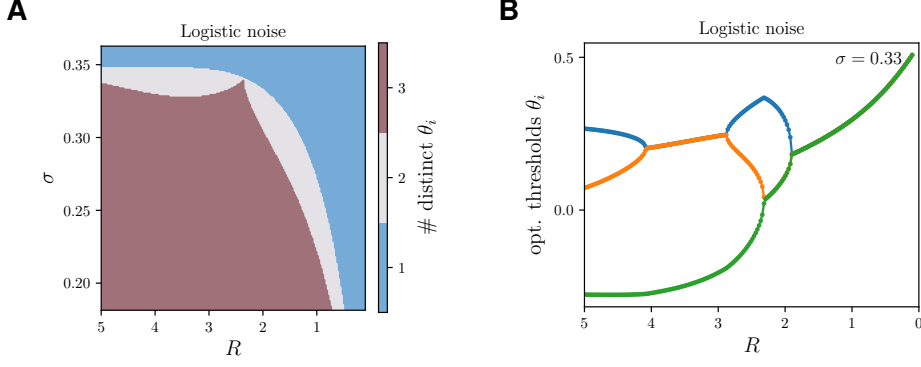 A
Logistic noise
0.35
0.30
0.25
0.20
σ
5
4
3
2
1
R
3
2
1
# distinct θ_i
B
Logistic noise
σ = 0.33
0.5
0.0
opt. thresholds θ_i
5
4
3
2
1
0
R